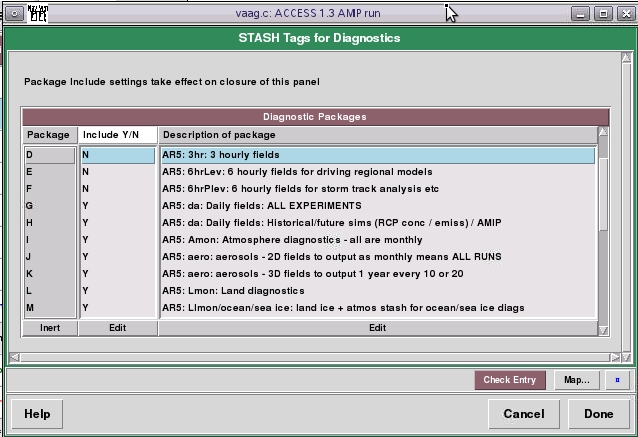 vaag.c: ACCESS 1.3 AMIP run
STASH Tags for Diagnostics
Package Include settings take effect on closure of this panel
Diagnostic Packages
Package Include Y/N Description of package
D N AR5: 3hr: 3 hourly fields
E N AR5: 6hrLev: 6 hourly fields for driving regional models
F N AR5: 6hrPlev: 6 hourly fields for storm track analysis etc
G Y AR5: da: Daily fields: ALL EXPERIMENTS
H Y AR5: da: Daily fields: Historical/future sims (RCP conc / emiss) / AMIP
I Y AR5: Amon: Atmosphere diagnostics - all are monthly
J Y AR5: aero: aerosols - 2D fields to output as monthly means ALL RUNS
K Y AR5: aero: aerosols - 3D fields to output 1 year every 10 or 20
L Y AR5: Lmon: Land diagnostics
M Y AR5: LImon/ocean/sea ice: land ice + atmos stash for ocean/sea ice diags
Inert Edit Edit
Check Entry Map... ¤
Help Cancel Done